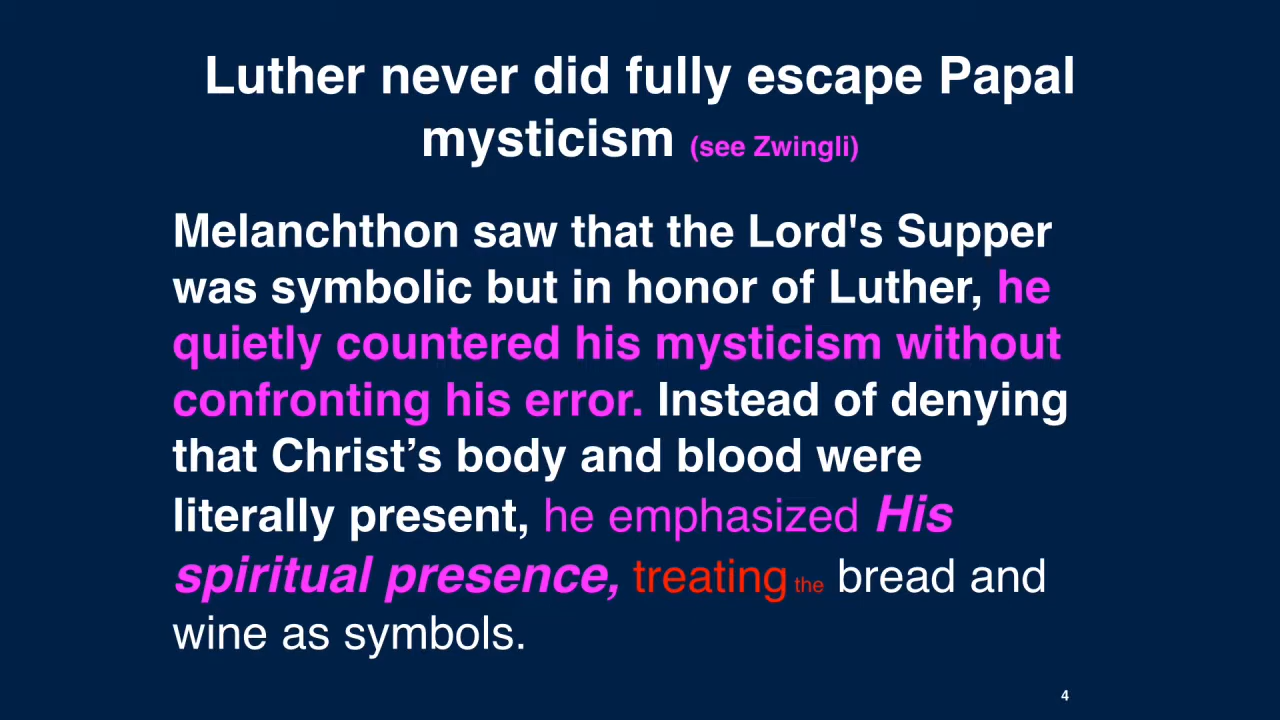 Luther never did fully escape Papal
mysticism (see Zwingli)
Melanchthon saw that the Lord's Supper
was symbolic but in honor of Luther, he
quietly countered his mysticism without
confronting his error. Instead of denying
that Christ’s body and blood were
literally present, he emphasized His
spiritual presence, treating the bread and
wine as symbols.
4